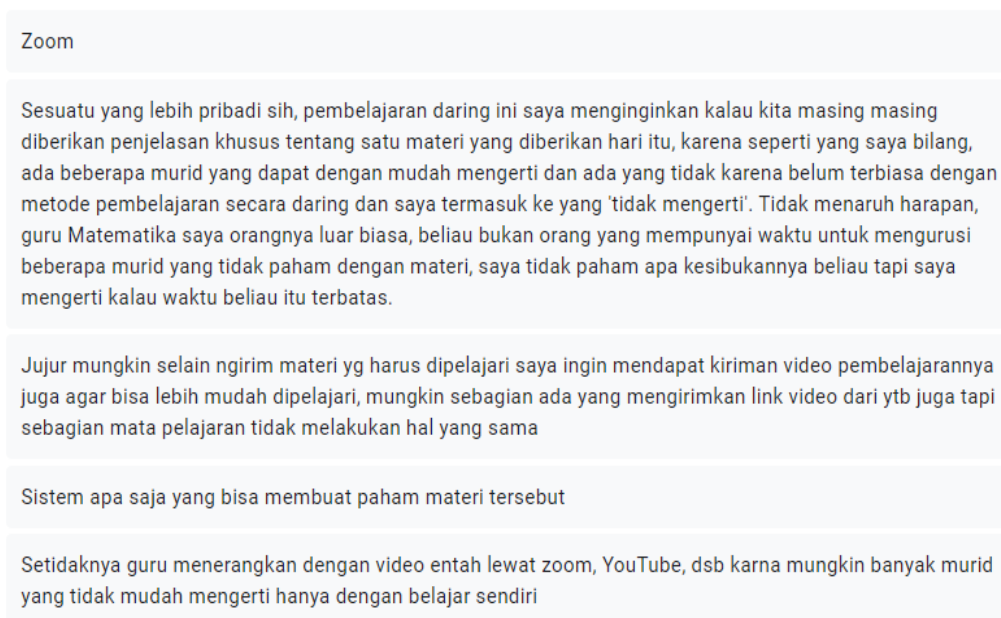 Zoom
Sesuatu yang lebih pribadi sih, pembelajaran daring ini saya menginginkan kalau kita masing masing
diberikan penjelasan khusus tentang satu materi yang diberikan hari itu, karena seperti yang saya bilang,
ada beberapa murid yang dapat dengan mudah mengerti dan ada yang tidak karena belum terbiasa dengan
metode pembelajaran secara daring dan saya termasuk ke yang 'tidak mengerti'. Tidak menaruh harapan,
guru Matematika saya orangnya luar biasa, beliau bukan orang yang mempunyai waktu untuk mengurusi
beberapa murid yang tidak paham dengan materi, saya tidak paham apa kesibukannya beliau tapi saya
mengerti kalau waktu beliau itu terbatas.
Jujur mungkin selain ngirim materi yg harus dipelajari saya ingin mendapat kiriman video pembelajarannya
juga agar bisa lebih mudah dipelajari, mungkin sebagian ada yang mengirimkan link video dari ytb juga tapi
sebagian mata pelajaran tidak melakukan hal yang sama
Sistem apa saja yang bisa membuat paham materi tersebut
Setidaknya guru menerangkan dengan video entah lewat zoom, YouTube, dsb karna mungkin banyak murid
yang tidak mudah mengerti hanya dengan belajar sendiri